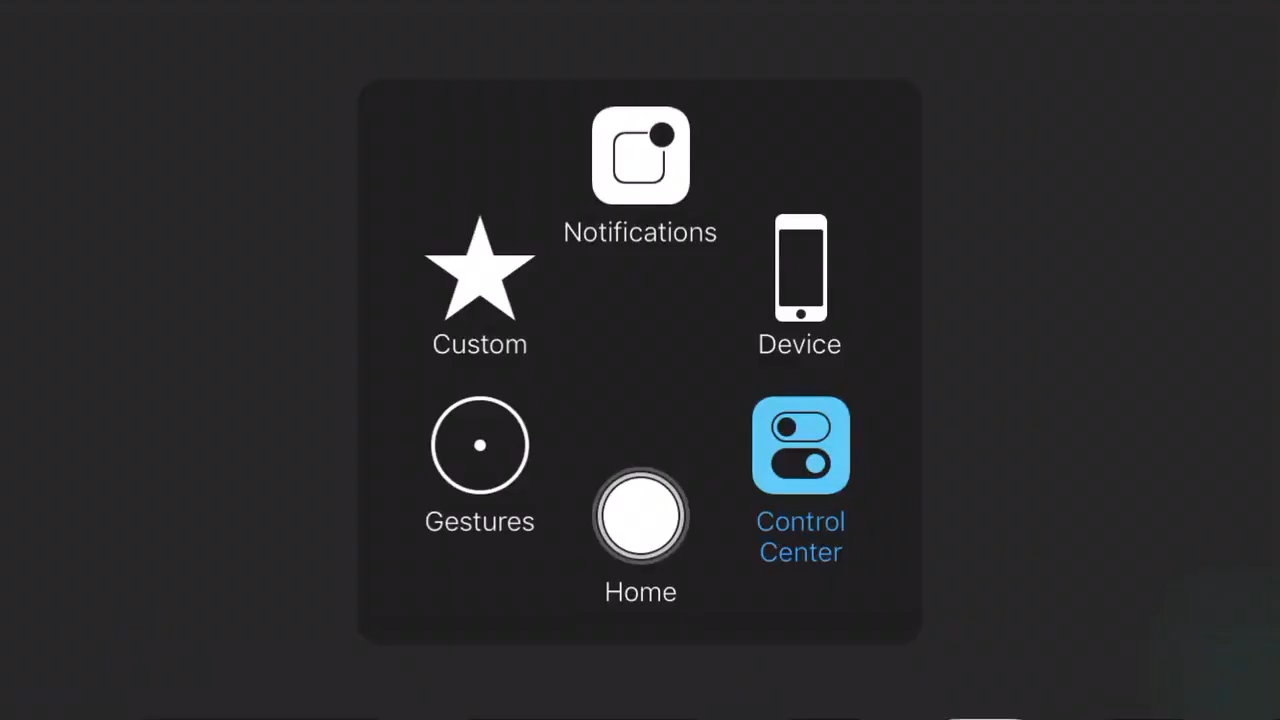 Notifications
Custom
Device
Gestures
Control
Center
Home